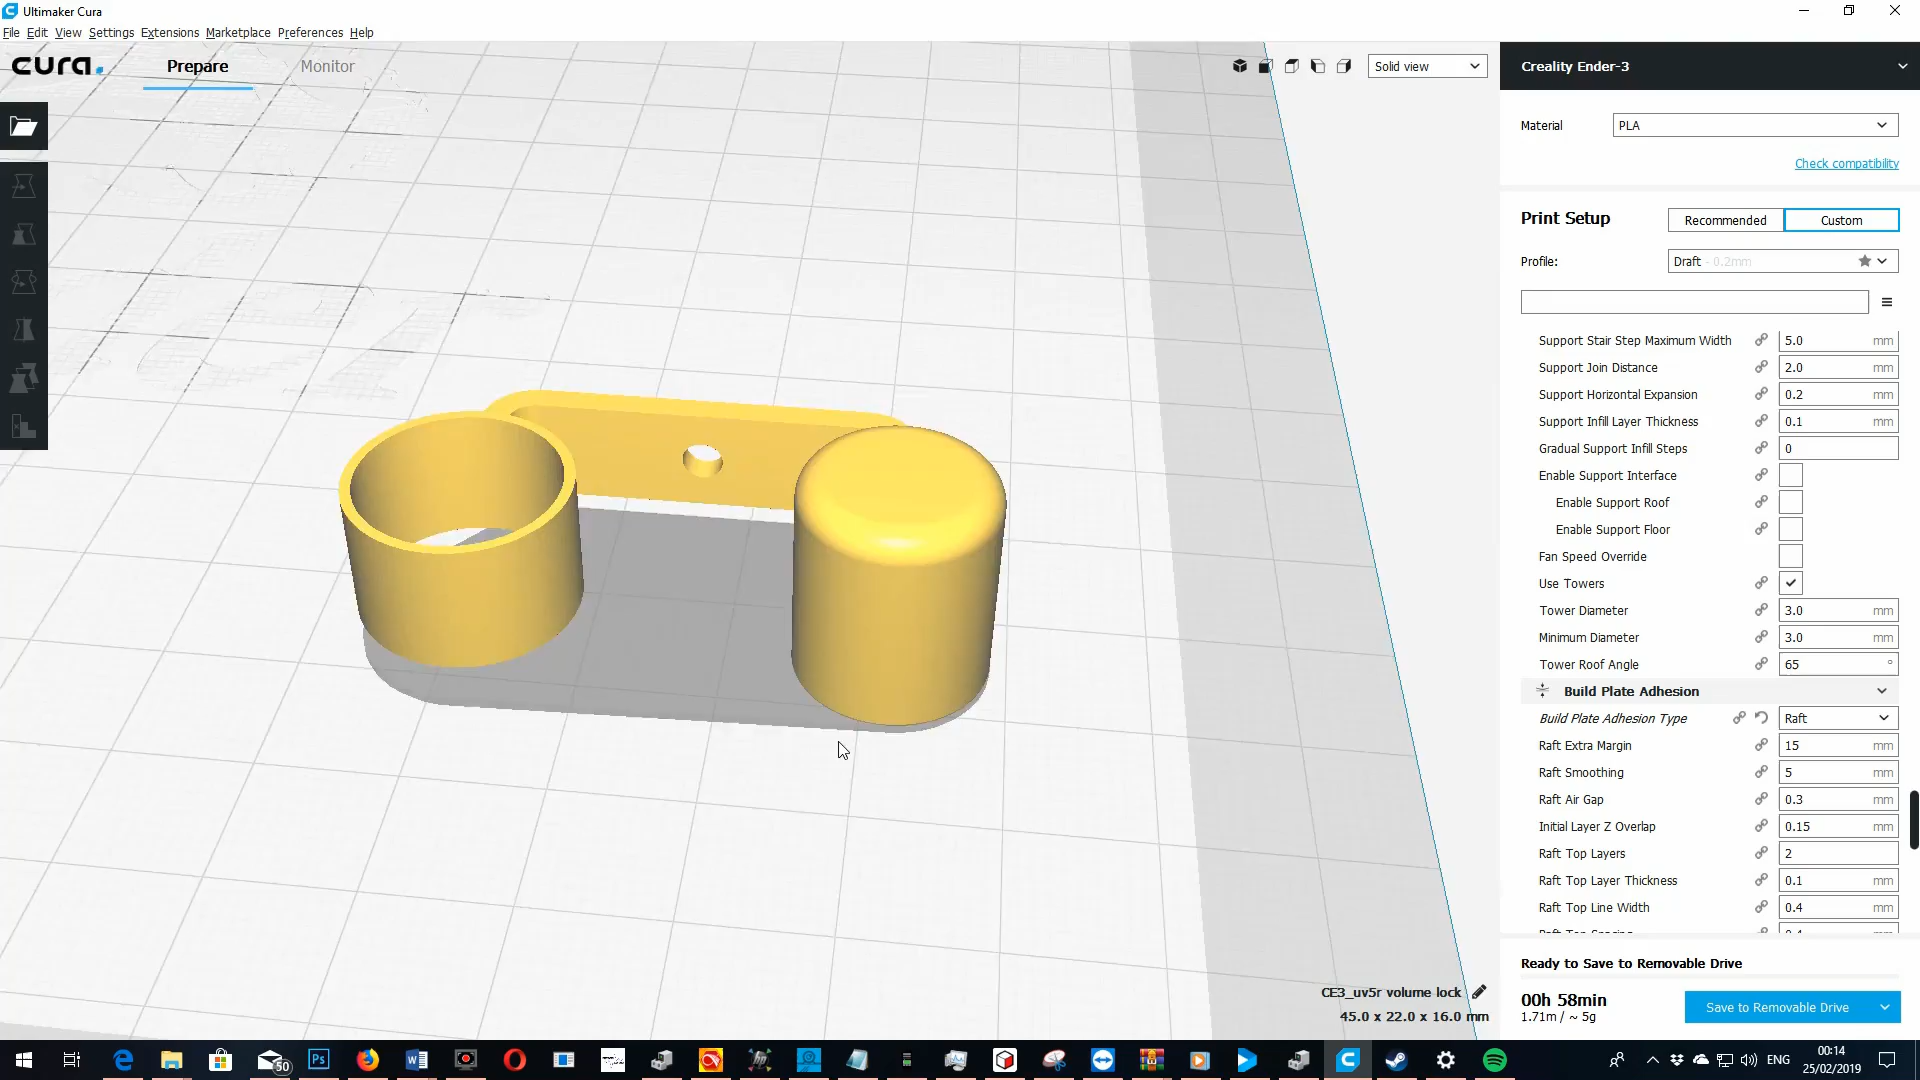 Ultimaker Cura
File Edit View Settings Extensions Marketplace Preferences Help
cura.
Prepare
Monitor
Solid view
Creality Ender-3
Material
PLA
Check compatibility
Print Setup
Recommended
Custom
Profile:
Draft - 0.2mm
Support Stair Step Maximum Width 5.0 mm
Support Join Distance 2.0 mm
Support Horizontal Expansion 0.2 mm
Support Infill Layer Thickness 0.1 mm
Gradual Support Infill Steps 0
Enable Support Interface
Enable Support Roof
Enable Support Floor
Fan Speed Override
Use Towers
Tower Diameter 3.0 mm
Minimum Diameter 3.0 mm
Tower Roof Angle 65 °
Build Plate Adhesion
Build Plate Adhesion Type Raft
Raft Extra Margin 15 mm
Raft Smoothing 5 mm
Raft Air Gap 0.3 mm
Initial Layer Z Overlap 0.15 mm
Raft Top Layers 2
Raft Top Layer Thickness 0.1 mm
Raft Top Line Width 0.4 mm
CE3_uv5r volume lock
45.0 x 22.0 x 16.0 mm
Ready to Save to Removable Drive
00h 58min
1.71m / ~ 5g
Save to Removable Drive
50
Ps
ENG
00:14
25/02/2019